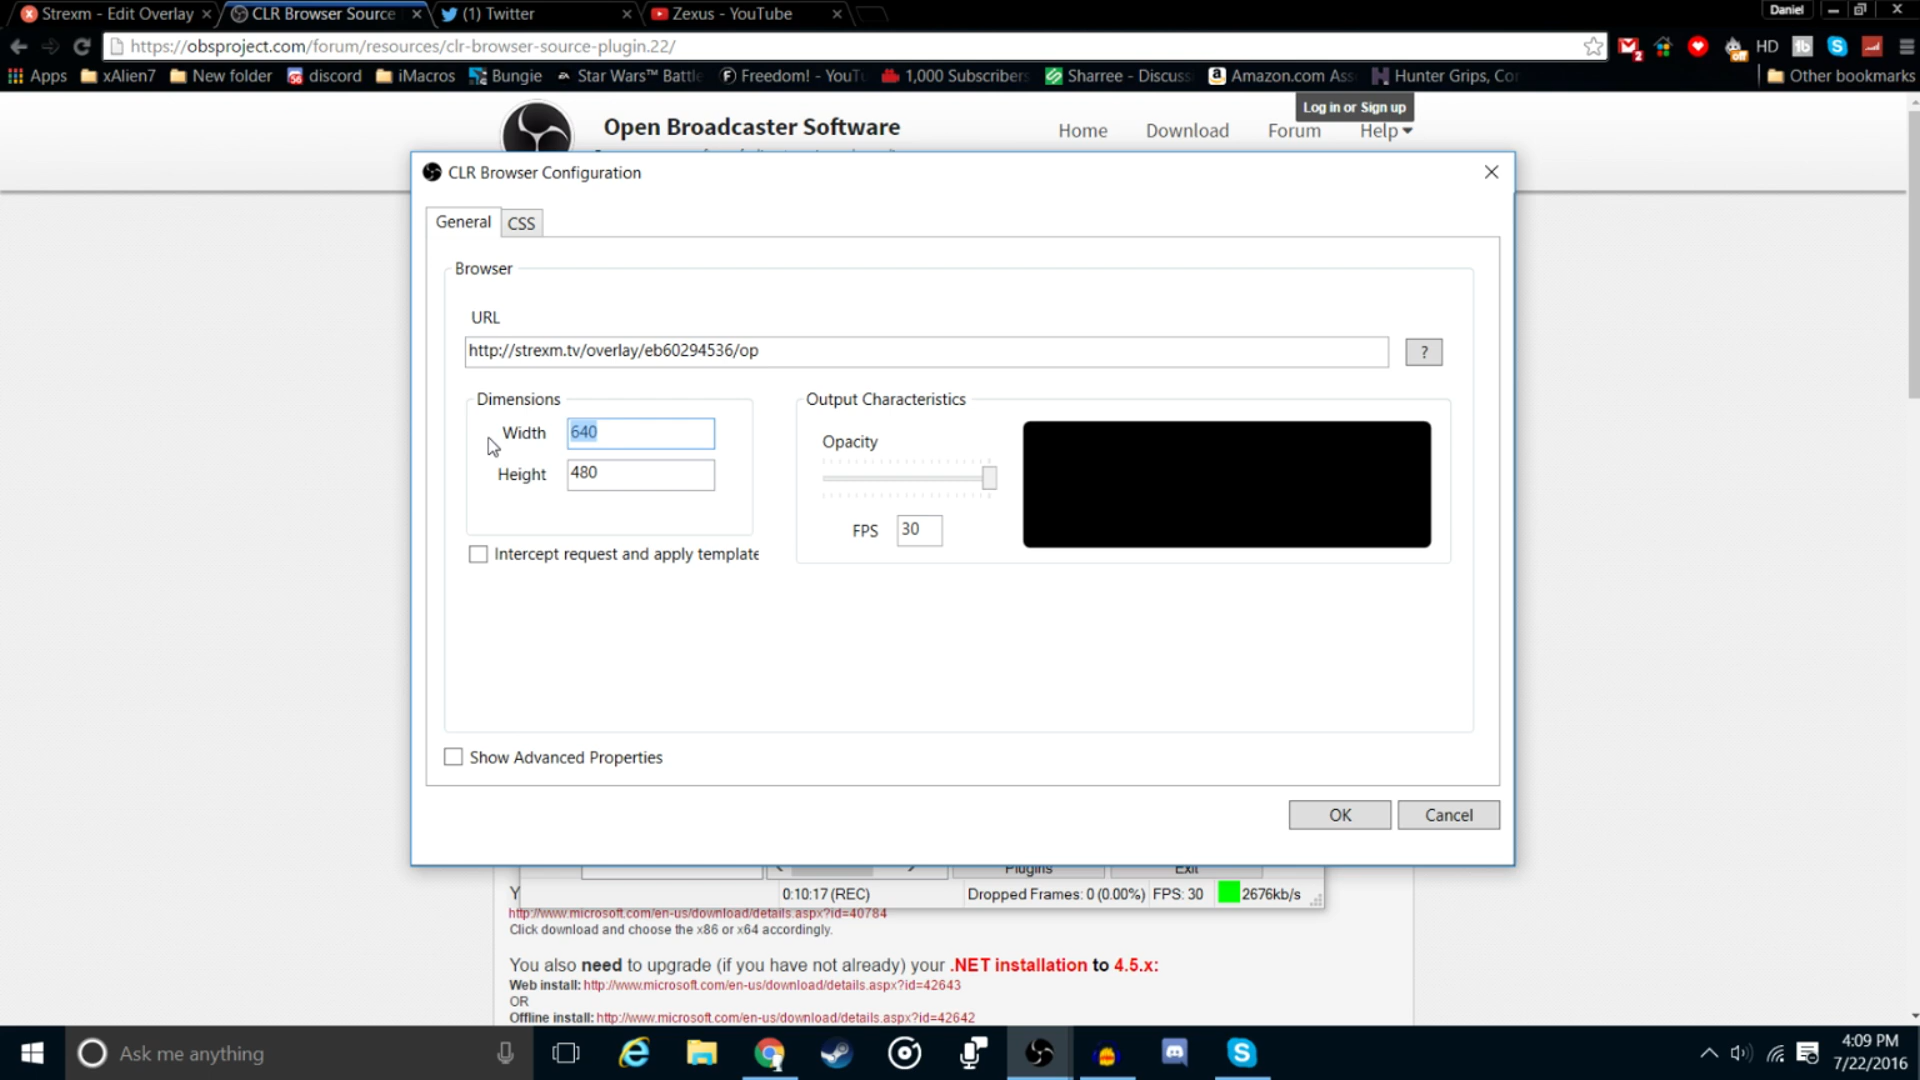 Strexm - Edit Overlay
CLR Browser Source
(1) Twitter
Zexus - YouTube
Daniel
https://obsproject.com/forum/resources/clr-browser-source-plugin.22/
2
off
HD
Apps
xAlien7
New folder
56
discord
iMacros
Bungie
Star Wars™ Battle
Freedom! - YouTu
1,000 Subscribers
Sharree - Discuss
Amazon.com Ass
Hunter Grips, Cor
Other bookmarks
Log in or Sign up
Open Broadcaster Software
Home
Download
Forum
Help
CLR Browser Configuration
General
CSS
Browser
URL
http://strexm.tv/overlay/eb60294536/op
?
Dimensions
Width
640
Height
480
Output Characteristics
Opacity
FPS
30
Intercept request and apply template
Show Advanced Properties
OK
Cancel
Plugins
Exit
Y
0:10:17 (REC)
Dropped Frames: 0 (0.00%)
FPS: 30
2676kb/s
http://www.microsoft.com/en-us/download/details.aspx?id=40784
Click download and choose the x86 or x64 accordingly.
You also need to upgrade (if you have not already) your .NET installation to 4.5.x:
Web install: http://www.microsoft.com/en-us/download/details.aspx?id=42643
OR
Offline install: http://www.microsoft.com/en-us/download/details.aspx?id=42642
Ask me anything
4:09 PM
7/22/2016